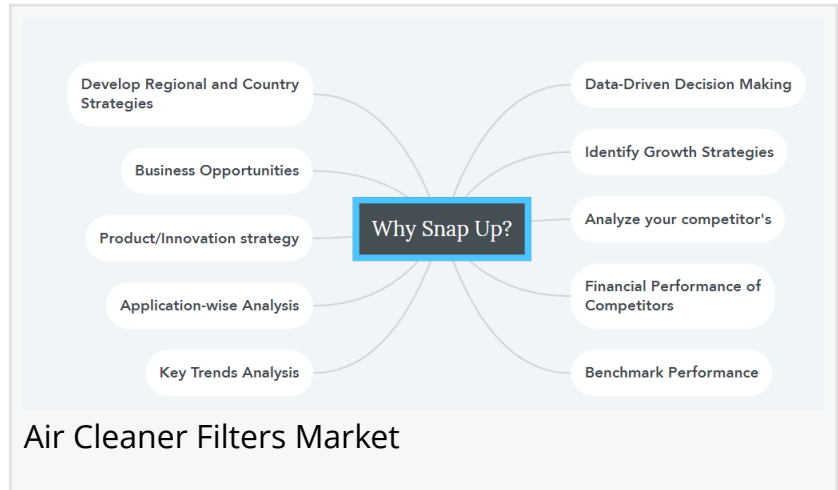 Develop Regional and Country
Strategies
Business Opportunities
Product/Innovation strategy
Application-wise Analysis
Key Trends Analysis
Why Snap Up?
Data-Driven Decision Making
Identify Growth Strategies
Analyze your competitor's
Financial Performance of
Competitors
Benchmark Performance
Air Cleaner Filters Market